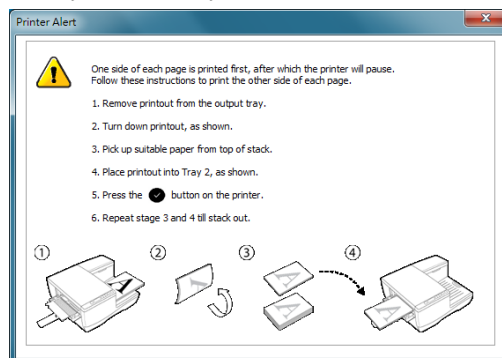 Printer Alert
One side of each page is printed first, after which the printer will pause.
Follow these instructions to print the other side of each page.
1. Remove printout from the output tray.
2. Turn down printout, as shown.
3. Pick up suitable paper from top of stack.
4. Place printout into Tray 2, as shown.
5. Press the button on the printer.
6. Repeat stage 3 and 4 till stack out.
① ② ③ ④
A A A A A